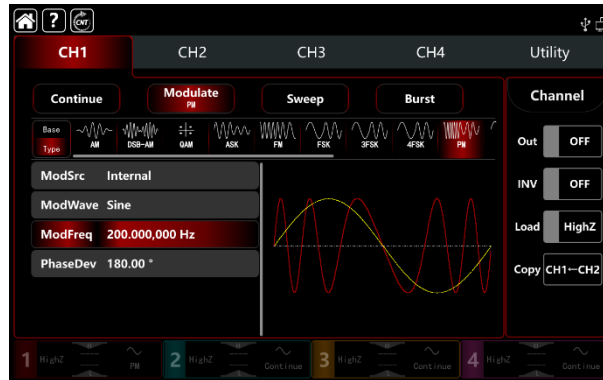 ? CNT
CH1 CH2 CH3 CH4 Utility
Continue Modulate PM Sweep Burst Channel
Base Type AM DSB-AM QAM ASK FM FSK 3FSK 4FSK PM
Out OFF
ModSrc Internal
INV OFF
ModWave Sine
ModFreq 200.000,000 Hz
Load HighZ
PhaseDev 180.00 °
Copy CH1←CH2
1 HighZ PM 2 HighZ Continue 3 HighZ Continue 4 HighZ Continue